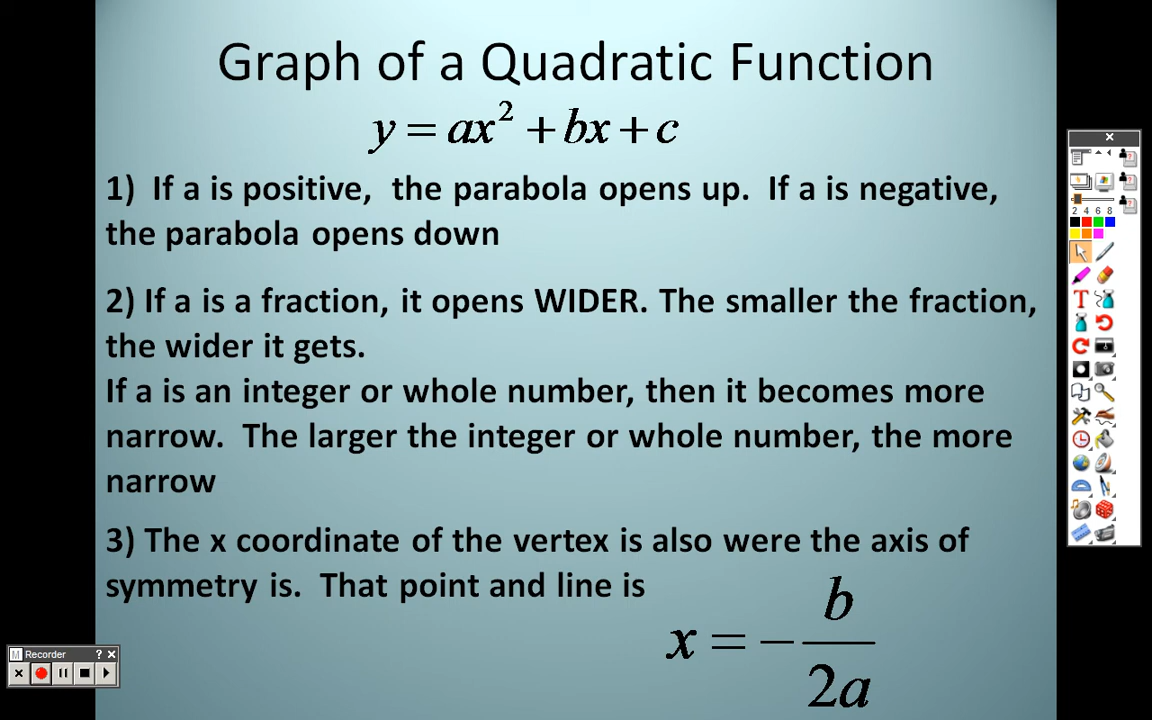 Graph of a Quadratic Function
y = ax² + bx + c
1)  If a is positive,  the parabola opens up.  If a is negative,
the parabola opens down
2) If a is a fraction, it opens WIDER. The smaller the fraction,
the wider it gets.
If a is an integer or whole number, then it becomes more
narrow.  The larger the integer or whole number, the more
narrow
3) The x coordinate of the vertex is also were the axis of
symmetry is.  That point and line is
x = − b / 2a
Recorder
2 4 6 8